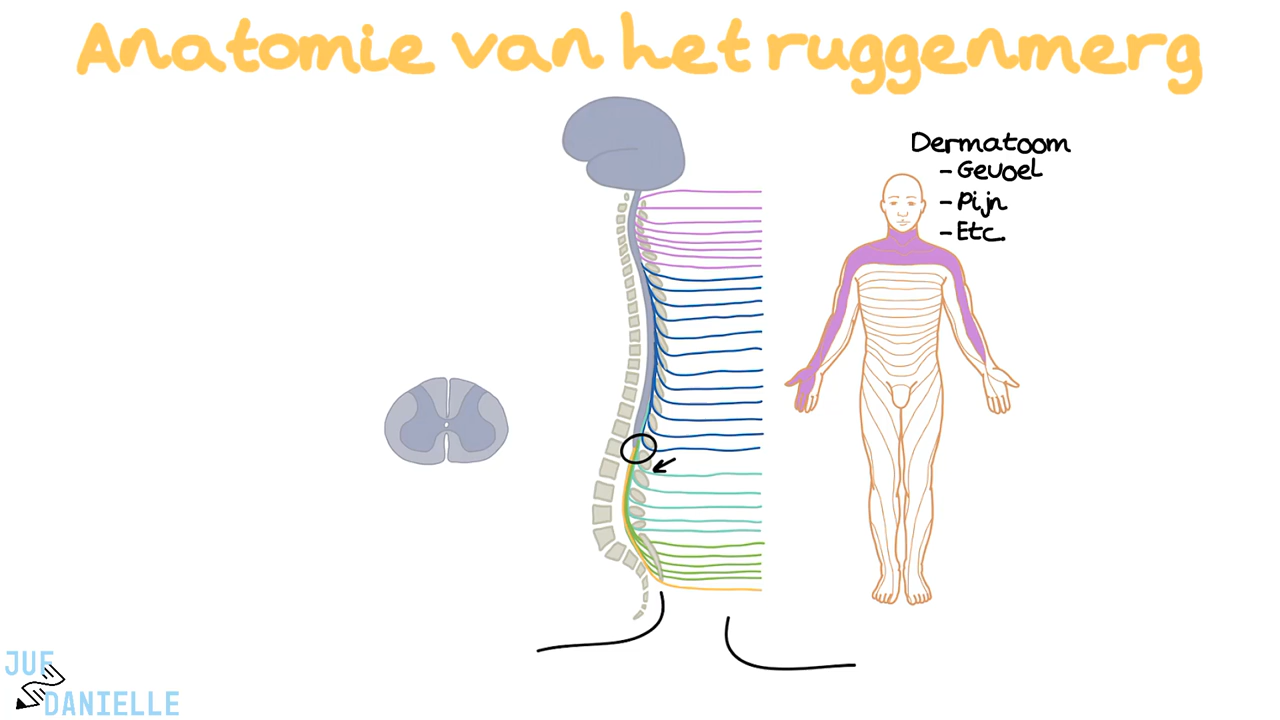 Anatomie van het ruggenmerg
Dermatoom
- Gevoel
- Pijn
- Etc.
JUF
DANIELLE